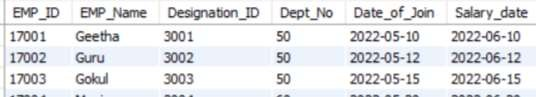 EMP_ID EMP_Name Designation_ID Dept_No Date_of_Join Salary_date
17001 Geetha 3001 50 2022-05-10 2022-06-10
17002 Guru 3002 50 2022-05-12 2022-06-12
17003 Gokul 3003 50 2022-05-15 2022-06-15